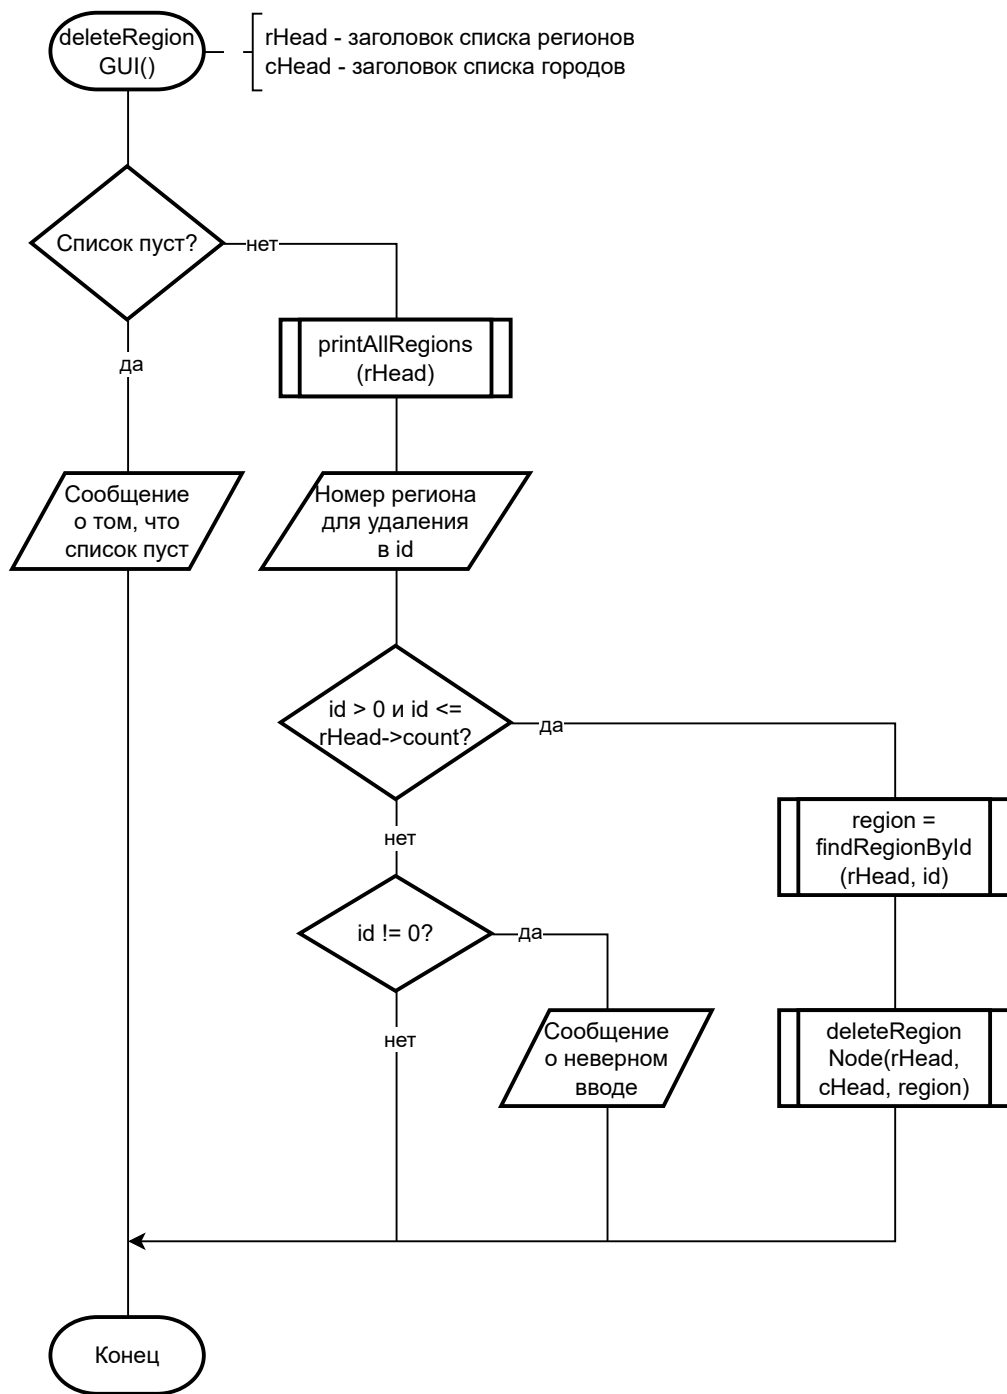 deleteRegion
GUI()
rHead - заголовок списка регионов
cHead - заголовок списка городов
Список пуст?
нет
да
printAllRegions
(rHead)
Сообщение
о том, что
список пуст
Номер региона
для удаления
в id
id > 0 и id <=
rHead->count?
да
нет
region =
findRegionById
(rHead, id)
id != 0?
да
нет
Сообщение
о неверном
вводе
deleteRegion
Node(rHead,
cHead, region)
Конец